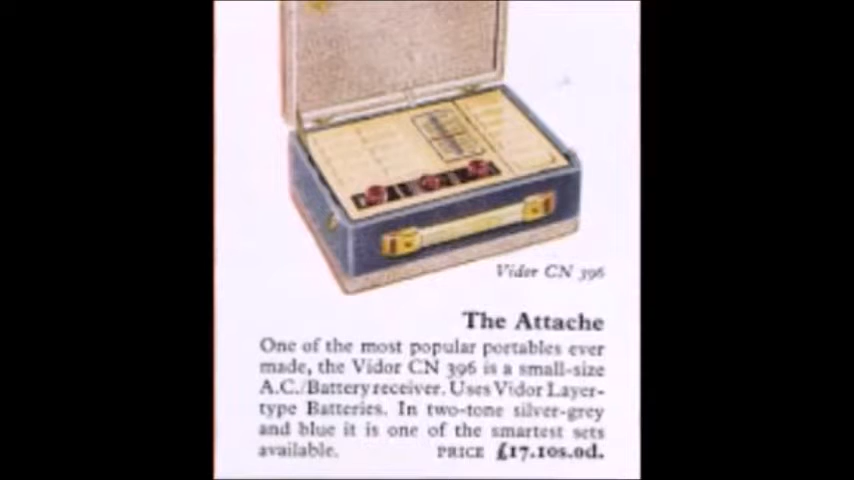 Vidor CN 396
The Attache
One of the most popular portables ever
made, the Vidor CN 396 is a small-size
A.C./Battery receiver. Uses Vidor Layer-
type Batteries. In two-tone silver-grey
and blue it is one of the smartest sets
available. PRICE £17.10s.0d.